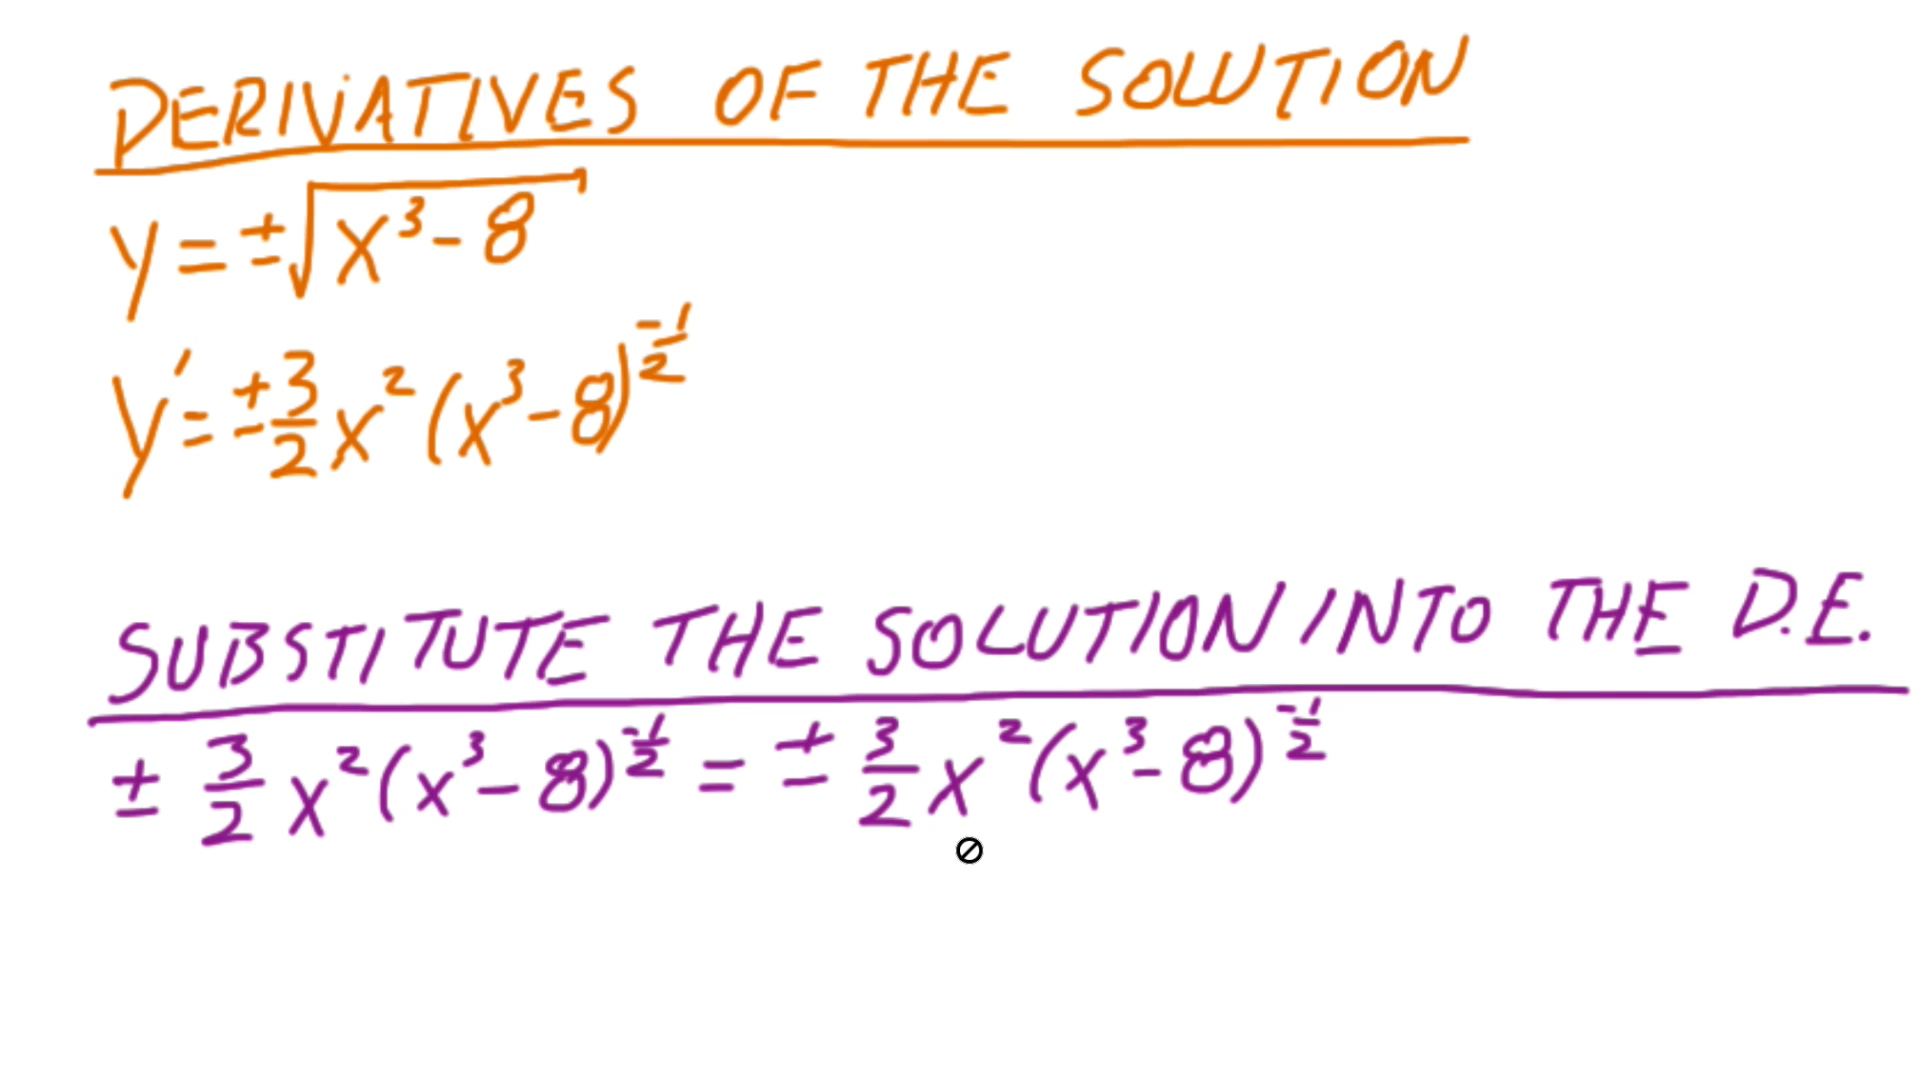 DERIVATIVES OF THE SOLUTION
y = ±√(x³ - 8)
y' = ±3/2 x² (x³ - 8)^(-1/2)
SUBSTITUTE THE SOLUTION INTO THE D.E.
± 3/2 x² (x³ - 8)^(-1/2) = ± 3/2 x² (x³ - 8)^(-1/2)